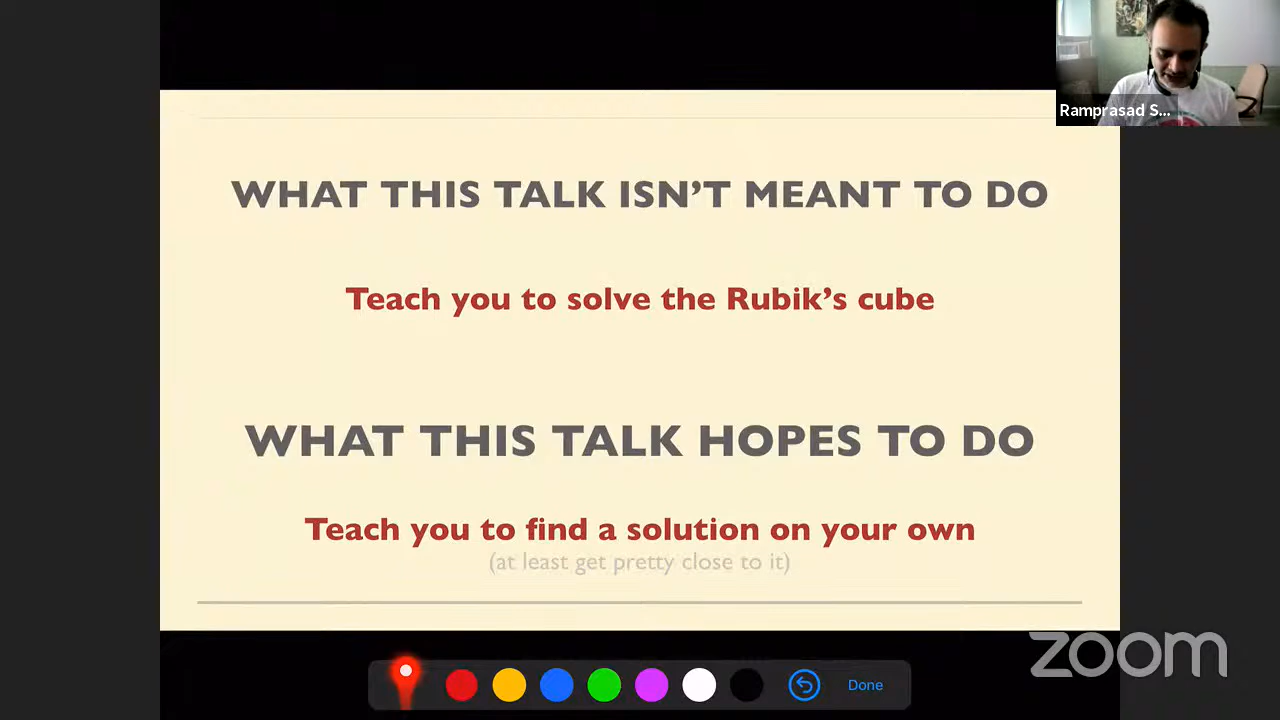 Ramprasad S...
WHAT THIS TALK ISN’T MEANT TO DO
Teach you to solve the Rubik’s cube
WHAT THIS TALK HOPES TO DO
Teach you to find a solution on your own
(at least get pretty close to it)
zoom
Done